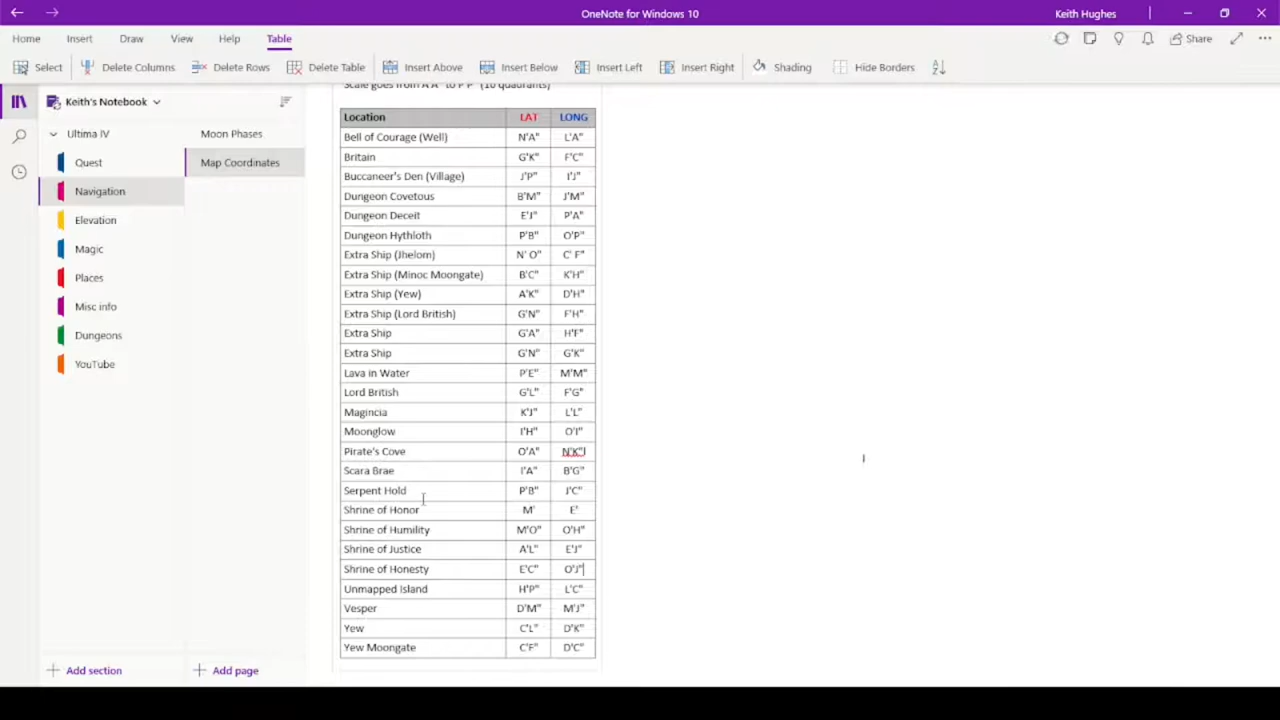 OneNote for Windows 10
Keith Hughes
Home Insert Draw View Help Table
Share
Select Delete Columns Delete Rows Delete Table Insert Above Insert Below Insert Left Insert Right Shading Hide Borders
Keith's Notebook
Ultima IV
Quest
Navigation
Elevation
Magic
Places
Misc info
Dungeons
YouTube
Add section
Moon Phases
Map Coordinates
Add page
Scale goes from A'A" to P'P" (16 quadrants)
Location LAT LONG
Bell of Courage (Well) N'A" L'A"
Britain G'K" F'C"
Buccaneer's Den (Village) J'P" I'J"
Dungeon Covetous B'M" J'M"
Dungeon Deceit E'J" P'A"
Dungeon Hythloth P'B" O'P"
Extra Ship (Jhelom) N' O" C' F"
Extra Ship (Minoc Moongate) B'C" K'H"
Extra Ship (Yew) A'K" D'H"
Extra Ship (Lord British) G'N" F'H"
Extra Ship G'A" H'F"
Extra Ship G'N" G'K"
Lava in Water P'E" M'M"
Lord British G'L" F'G"
Magincia K'J" L'L"
Moonglow I'H" O'I"
Pirate's Cove O'A" N'K"
Scara Brae I'A" B'G"
Serpent Hold P'B" J'C"
Shrine of Honor M' E'
Shrine of Humility M'O" O'H"
Shrine of Justice A'L" E'J"
Shrine of Honesty E'C" O'J"
Unmapped Island H'P" L'C"
Vesper D'M" M'J"
Yew C'L" D'K"
Yew Moongate C'F" D'C"